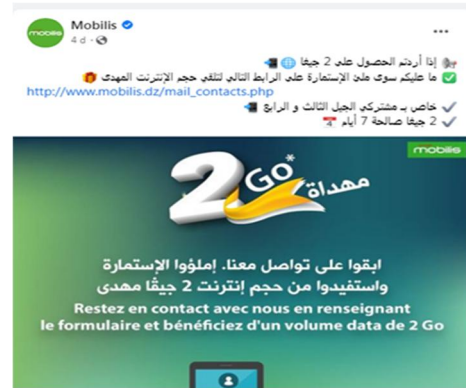 mobilis
Mobilis
4 d
إذا أردتم الحصول على 2 جيغا
ما عليكم سوى ملئ الإستمارة على الرابط التالي لتلقي حجم الإنترنت المهدى
http://www.mobilis.dz/mail_contacts.php
خاص بـ مشتركي الجيل الثالث و الرابع
2 جيغا صالحة 7 أيام 4
mobilis
2 GO*
مهداة
ابقوا على تواصل معنا. إملؤوا الإستمارة
واستفيدوا من حجم إنترنت 2 جيڤا مهدى
Restez en contact avec nous en renseignant
le formulaire et bénéficiez d'un volume data de 2 Go